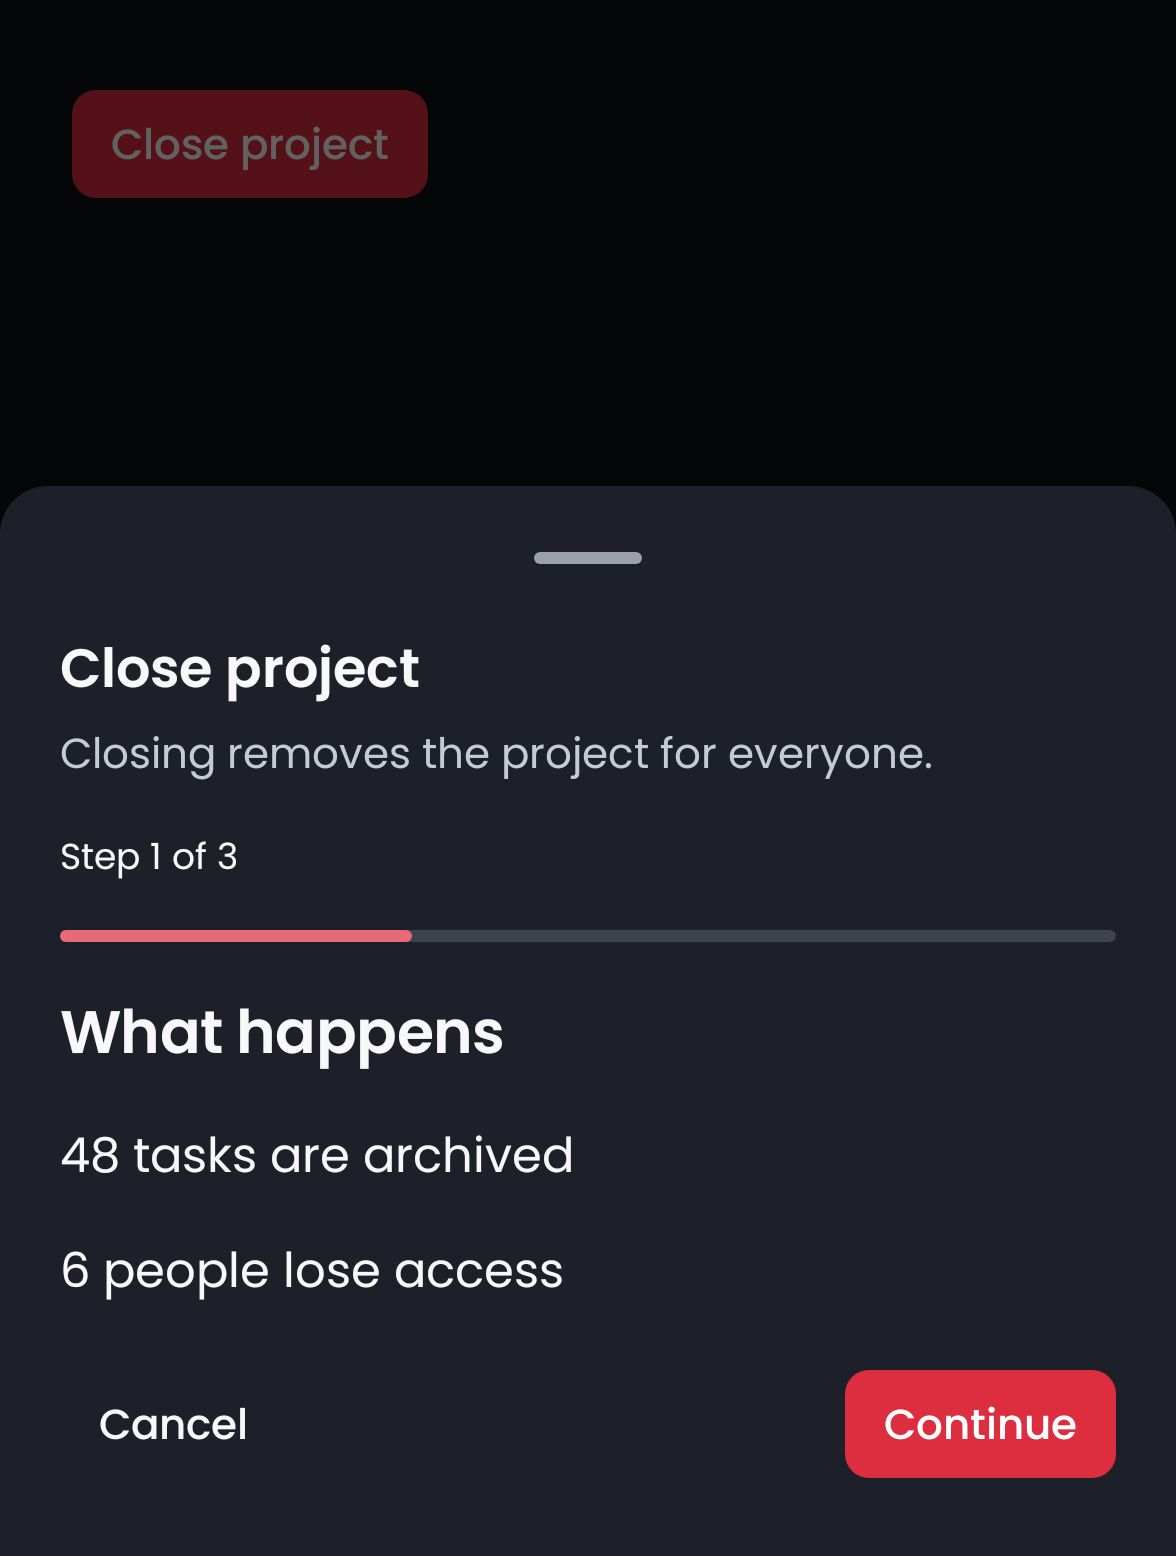 Close project
Close project
Closing removes the project for everyone.
Step 1 of 3
What happens
48 tasks are archived
6 people lose access
Cancel
Continue